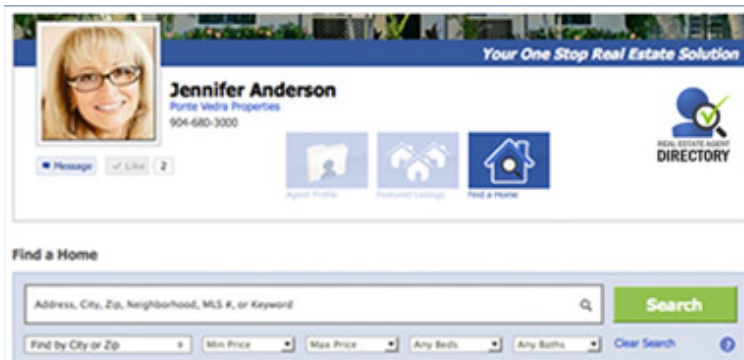 Your One Stop Real Estate Solution
Jennifer Anderson
Ponte Vedra Properties
904-680-3000
Message
Like
2
Agent Profile
Featured Listings
Find a Home
REAL ESTATE AGENT
DIRECTORY
Find a Home
Address, City, Zip, Neighborhood, MLS #, or Keyword
Search
Find by City or Zip
Min Price
Max Price
Any Beds
Any Baths
Clear Search
?